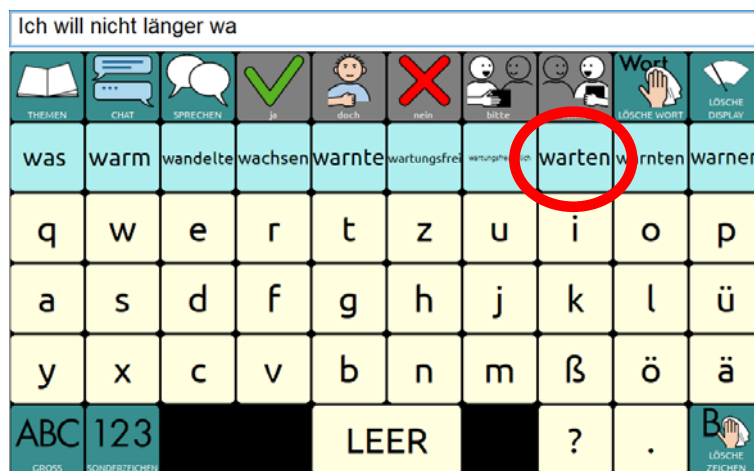 Ich will nicht länger wa
THEMEN CHAT SPRECHEN ja doch nein bitte Wort LÖSCHE WORT LÖSCHE DISPLAY
was warm wandelte wachsen warnte wartungsfrei wartungsfreundlich warten warnten warner
q w e r t z u i o p
a s d f g h j k l ü
y x c v b n m ß ö ä
ABC GROSS 123 SONDERZEICHEN LEER ? . B LÖSCHE ZEICHEN